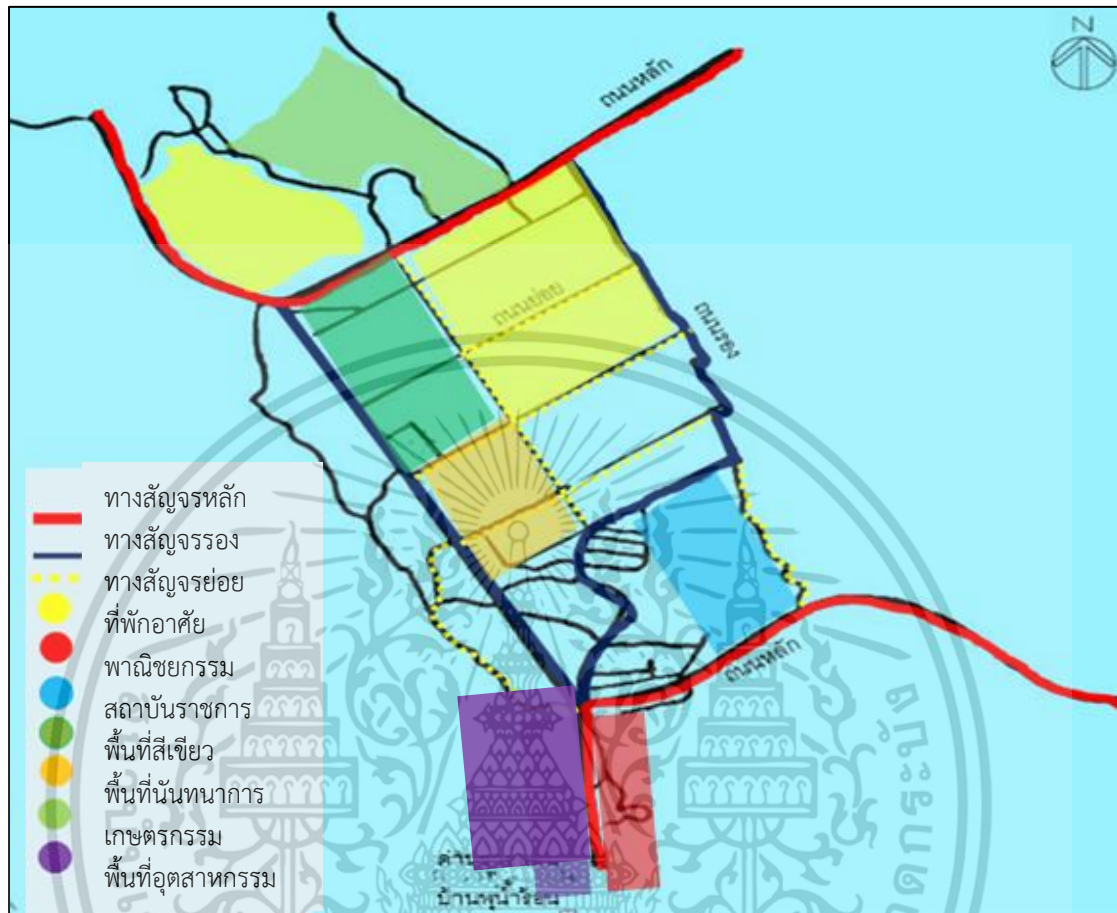 N
ถนนหลัก
ถนนย่อย
ถนนรอง
ทางสัญจรหลัก
ทางสัญจรรอง
ทางสัญจรย่อย
ที่พักอาศัย
พาณิชยกรรม
สถาบันราชการ
พื้นที่สีเขียว
พื้นที่นันทนาการ
เกษตรกรรม
พื้นที่อุตสาหกรรม
ถนนหลัก
บ้านพุน้ำร้อน